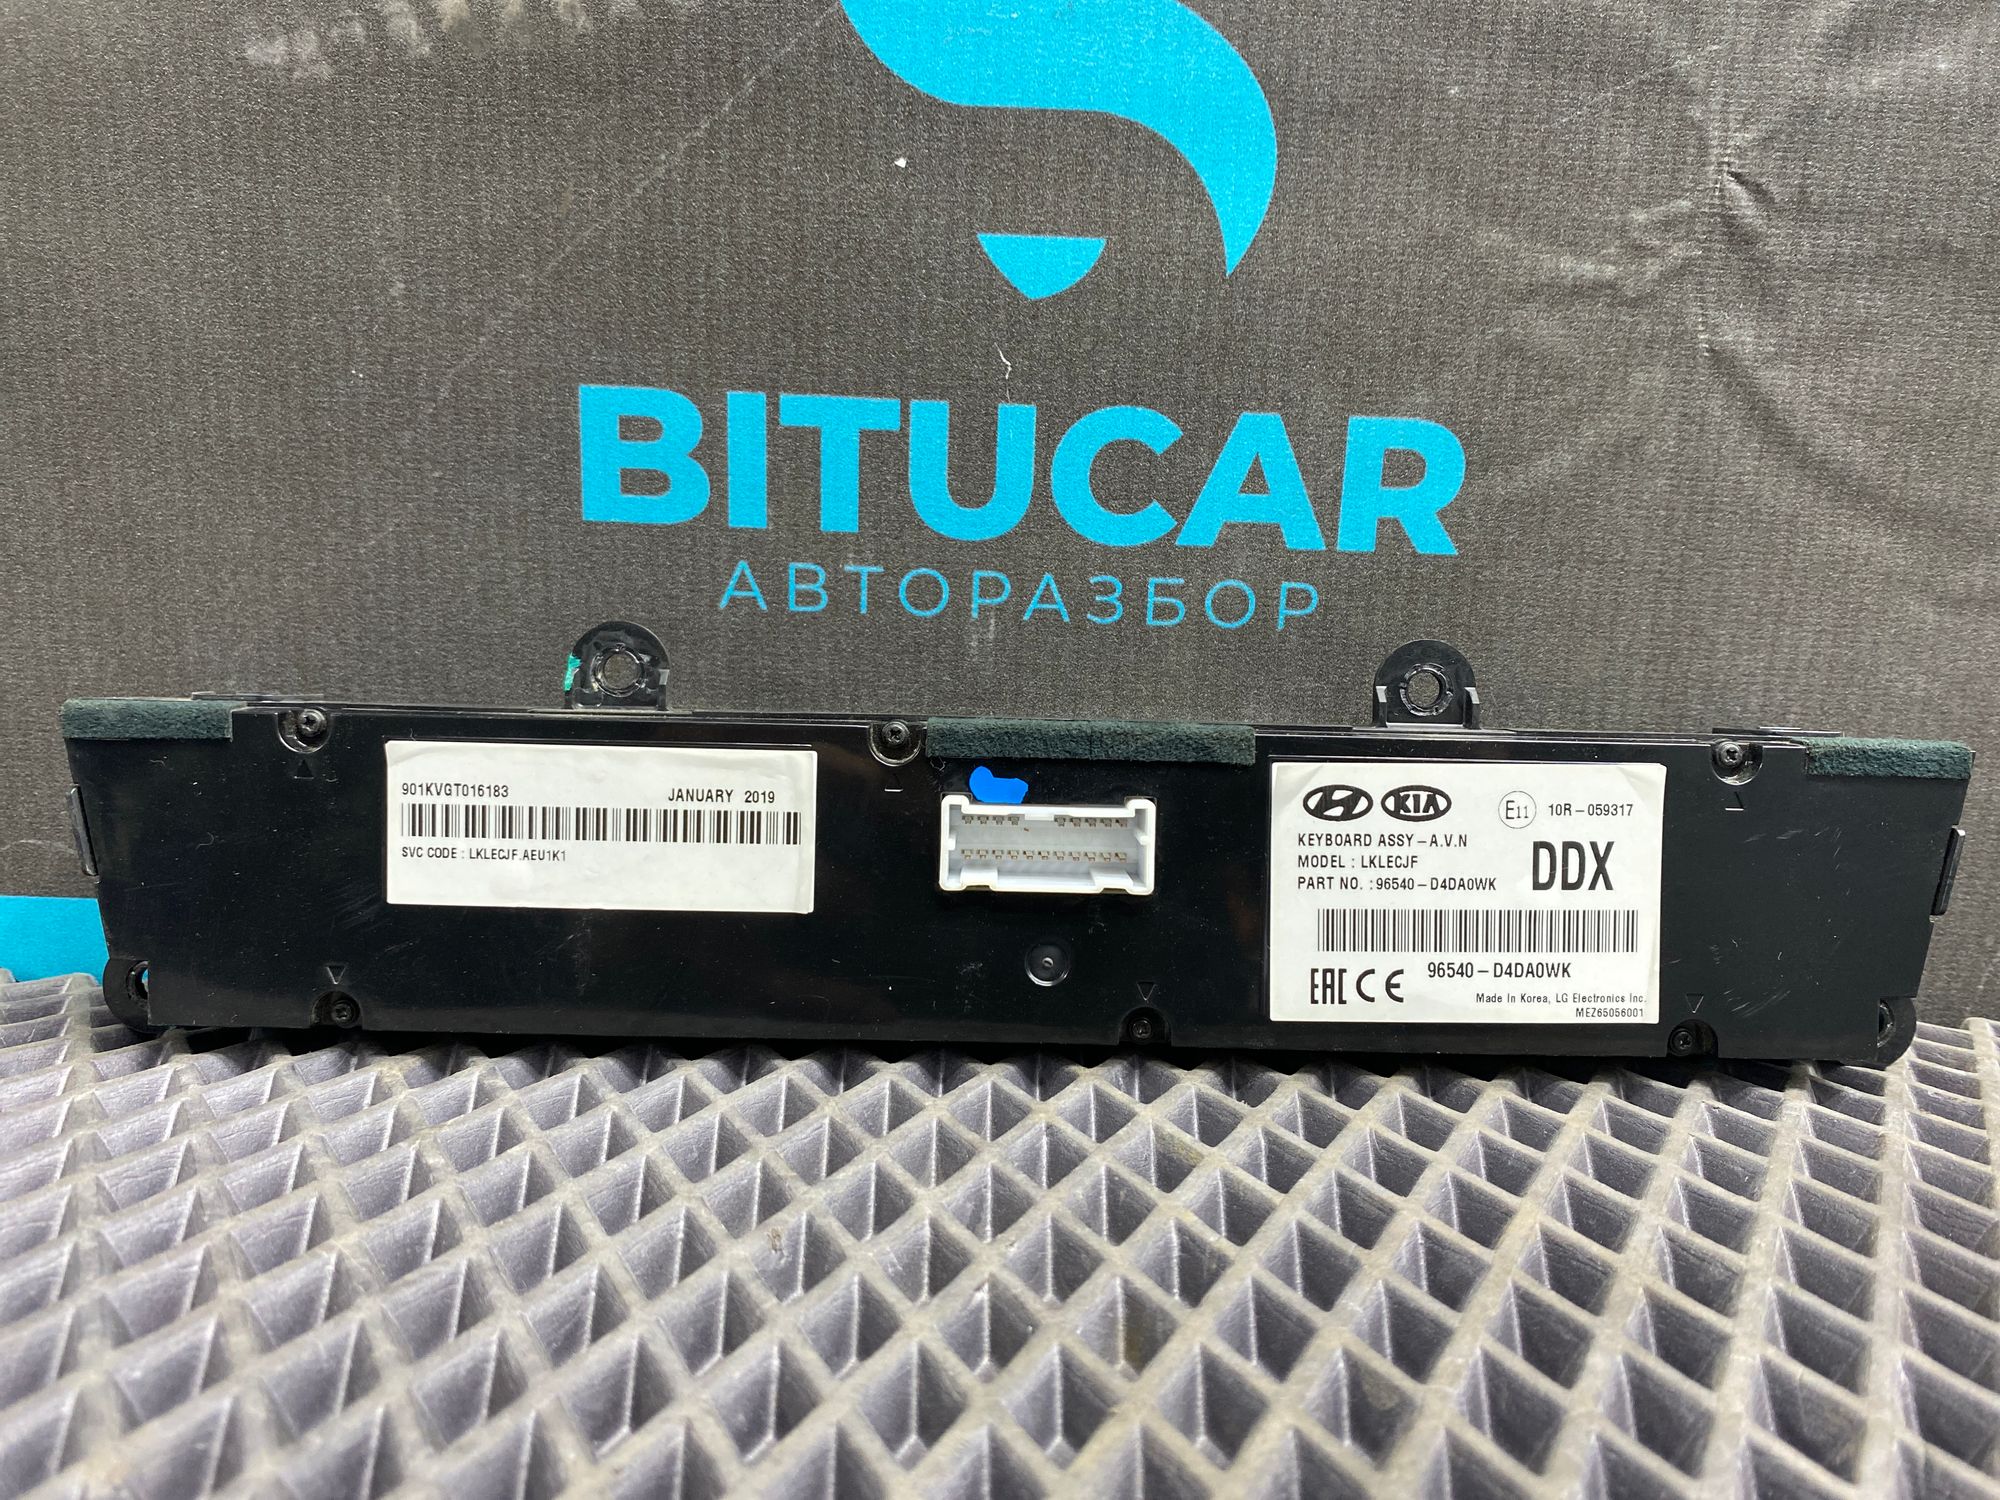 BITUCAR
АВТОРАЗБОР
901KVGT016183
JANUARY 2019
SVC CODE : LKLECJF.AEU1K1
KIA
E11
10R-059317
KEYBOARD ASSY-A.V.N
MODEL : LKLECJF
PART NO. :96540-D4DA0WK
DDX
96540-D4DA0WK
EAC CE
Made In Korea, LG Electronics Inc.
MEZ65056001